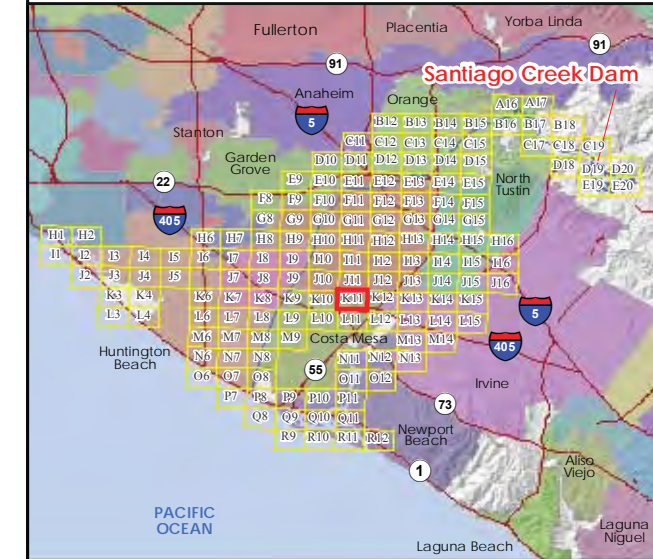 Fullerton
Placentia
Yorba Linda
91
91
Santiago Creek Dam
Anaheim
Orange
A16 A17
5
B12 B13 B14 B15 B16 B17 B18
Stanton
C11 C12 C13 C14 C15 C17 C18 C19
Garden
Grove
D10 D11 D12 D13 D14 D15 D18 D19 D20
22
E9 E10 E11 E12 E13 E14 E15 E19 E20
North
Tustin
405
F8 F9 F10 F11 F12 F13 F14 F15
G8 G9 G10 G11 G12 G13 G14 G15
H1 H2 H6 H7 H8 H9 H10 H11 H12 H13 H14 H15 H16
I1 I2 I3 I4 I5 I6 I7 I8 I9 I10 I11 I12 I13 I14 I15 I16
J2 J3 J4 J5 J7 J8 J9 J10 J11 J12 J13 J14 J15 J16
K3 K4 K6 K7 K8 K9 K10 K11 K12 K13 K14 K15
5
L3 L4 L6 L7 L8 L9 L10 L11 L12 L13 L14 L15
M6 M7 M8 M9 Costa Mesa M13 M14
405
Huntington
Beach
N6 N7 N8 N11 N12 N13
55
O6 O7 O8 O11 O12
Irvine
P7 P8 P9 P10 P11
73
Q8 Q9 Q10 Q11
R9 R10 R11 R12
Newport
Beach
1
Aliso
Viejo
PACIFIC
OCEAN
Laguna
Niguel
Laguna Beach